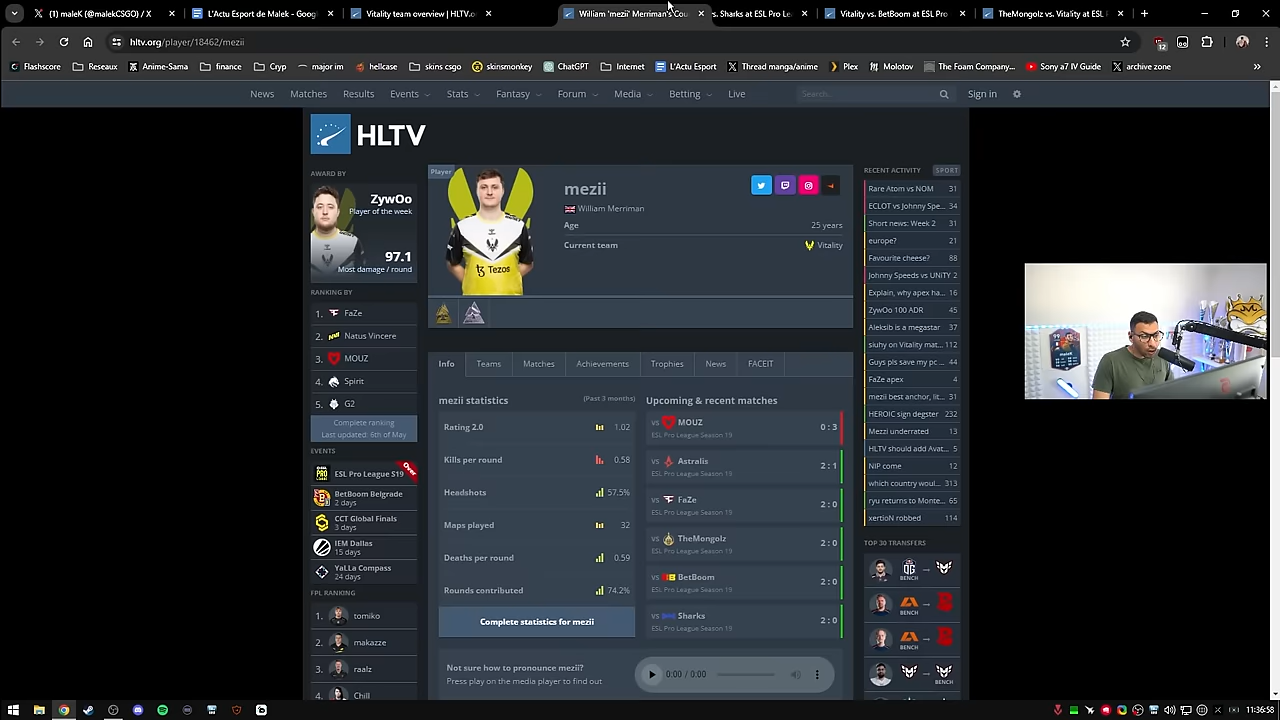 (1) maleK (@maleKCSGO) / X
L'Actu Esport de Malek - Goog
Vitality team overview | HLTV.o
William 'mezii' Merriman's Cou
vs. Sharks at ESL Pro Le
Vitality vs. BetBoom at ESL Pro
TheMongolz vs. Vitality at ESL P
hltv.org/player/18462/mezii
12
Flashscore
Reseaux
Anime-Sama
finance
Cryp
major im
hellcase
skins csgo
skinsmonkey
ChatGPT
Internet
L'Actu Esport
Thread manga/anime
Plex
Molotov
The Foam Company...
Sony a7 IV Guide
archive zone
News
Matches
Results
Events
Stats
Fantasy
Forum
Media
Betting
Live
Search...
Sign in
HLTV
AWARD BY
ZywOo
Player of the week
97.1
Most damage / round
RANKING BY
1. FaZe
2. Natus Vincere
3. MOUZ
4. Spirit
5. G2
Complete ranking
Last updated: 6th of May
EVENTS
ESL Pro League S19
BetBoom Belgrade
2 days
CCT Global Finals
3 days
IEM Dallas
15 days
YaLLa Compass
24 days
FPL RANKING
1. tomiko
2. makazze
3. raalz
4. Chill
Player
mezii
William Merriman
Age
25 years
Current team
Vitality
Tezos
Info
Teams
Matches
Achievements
Trophies
News
FACEIT
mezii statistics
(Past 3 months)
Rating 2.0
1.02
Kills per round
0.58
Headshots
57.5%
Maps played
32
Deaths per round
0.59
Rounds contributed
74.2%
Complete statistics for mezii
Upcoming & recent matches
vs MOUZ
ESL Pro League Season 19
0 : 3
vs Astralis
ESL Pro League Season 19
2 : 1
vs FaZe
ESL Pro League Season 19
2 : 0
vs TheMongolz
ESL Pro League Season 19
2 : 0
vs BetBoom
ESL Pro League Season 19
2 : 0
vs Sharks
ESL Pro League Season 19
2 : 0
Not sure how to pronounce mezii?
Press play on the media player to find out
0:00 / 0:00
RECENT ACTIVITY
SPORT
Rare Atom vs NOM 31
ECLOT vs Johnny Spe... 34
Short news: Week 2 31
europe? 21
Favourite cheese? 88
Johnny Speeds vs UNiTY 2
Explain, why apex ha... 16
ZywOo 100 ADR 45
Aleksib is a megastar 37
siuhy on Vitality mat... 112
Guys pls save my pc ... 44
FaZe apex 4
mezii best anchor, lit... 31
HEROIC sign degster 232
Mezzi underrated 13
HLTV should add Avat... 5
NIP come 12
which country woul... 313
ryu returns to Monte... 65
xertioN robbed 114
TOP 30 TRANSFERS
BENCH
BENCH
BENCH
BENCH
BENCH
11:36:58